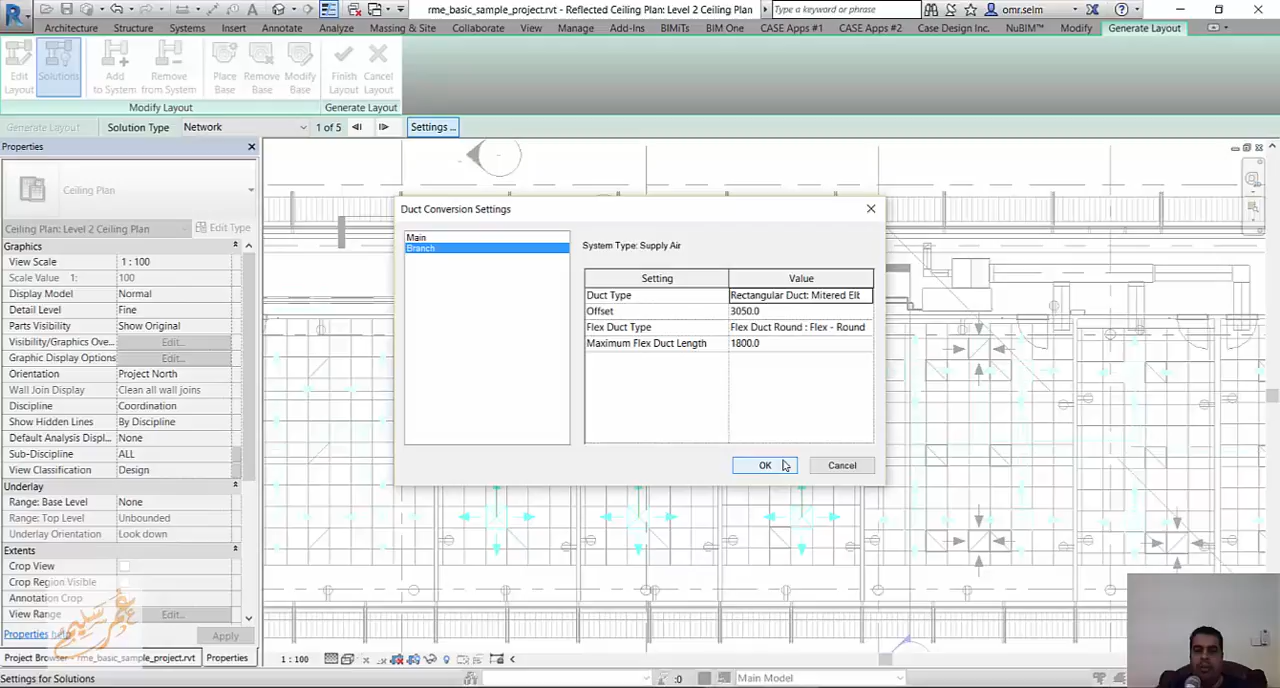 rme_basic_sample_project.rvt - Reflected Ceiling Plan: Level 2 Ceiling Plan
Type a keyword or phrase
omr.selm
Architecture Structure Systems Insert Annotate Analyze Massing & Site Collaborate View Manage Add-Ins BIMiTs BIM One CASE Apps #1 CASE Apps #2 Case Design Inc. NuBIM™ Modify Generate Layout
Edit Layout
Solutions
Add to System
Remove from System
Place Base
Remove Base
Modify Base
Finish Layout
Cancel Layout
Modify Layout
Generate Layout
Generate Layout Solution Type Network 1 of 5 Settings ...
Properties
Ceiling Plan
Ceiling Plan: Level 2 Ceiling Plan Edit Type
Graphics
View Scale 1 : 100
Scale Value 1: 100
Display Model Normal
Detail Level Fine
Parts Visibility Show Original
Visibility/Graphics Ove... Edit...
Graphic Display Options Edit...
Orientation Project North
Wall Join Display Clean all wall joins
Discipline Coordination
Show Hidden Lines By Discipline
Default Analysis Displ... None
Sub-Discipline ALL
View Classification Design
Underlay
Range: Base Level None
Range: Top Level Unbounded
Underlay Orientation Look down
Extents
Crop View
Crop Region Visible
Annotation Crop
View Range Edit...
Properties help
Apply
Project Browser - rme_basic_sample_project.rvt Properties
Settings for Solutions
Duct Conversion Settings
Main
Branch
System Type: Supply Air
Setting Value
Duct Type Rectangular Duct: Mitered Elb
Offset 3050.0
Flex Duct Type Flex Duct Round : Flex - Round
Maximum Flex Duct Length 1800.0
OK Cancel
1 : 100
:0 Main Model